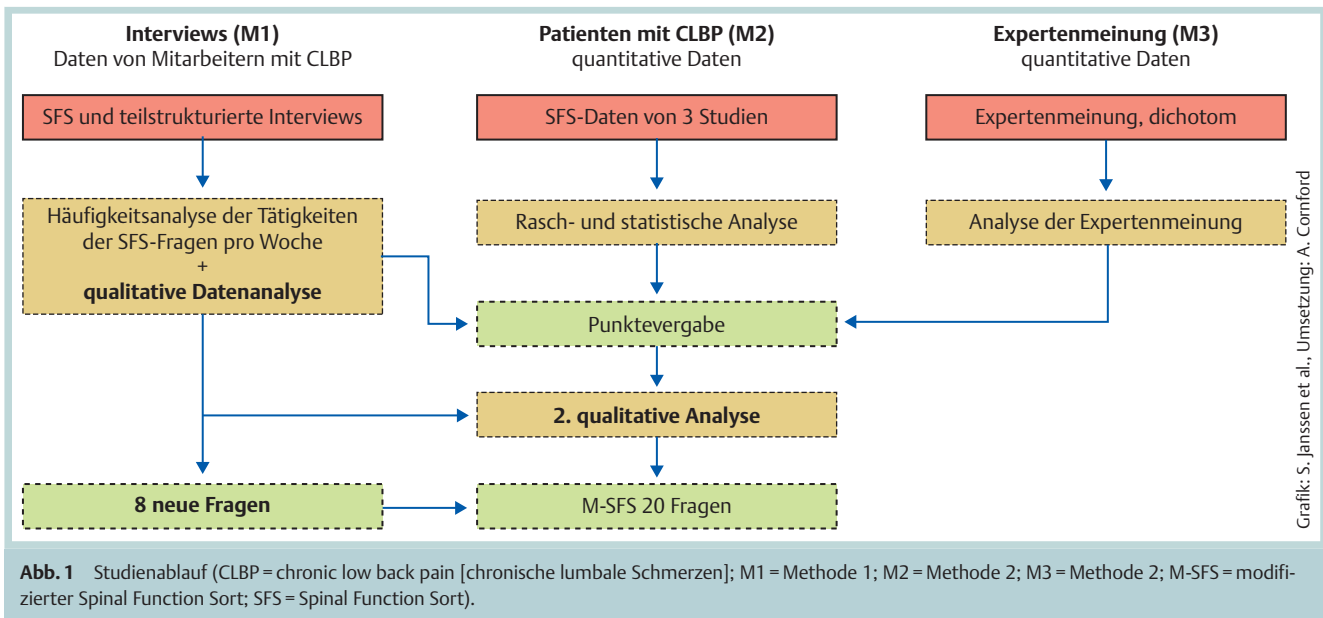 Interviews (M1)
Daten von Mitarbeitern mit CLBP
Patienten mit CLBP (M2)
quantitative Daten
Expertenmeinung (M3)
quantitative Daten
SFS und teilstrukturierte Interviews
SFS-Daten von 3 Studien
Expertenmeinung, dichotom
Häufigkeitsanalyse der Tätigkeiten
der SFS-Fragen pro Woche
+
qualitative Datenanalyse
Rasch- und statistische Analyse
Analyse der Expertenmeinung
Punktevergabe
2. qualitative Analyse
8 neue Fragen
M-SFS 20 Fragen
Grafik: S. Janssen et al., Umsetzung: A. Cornford
Abb. 1 Studienablauf (CLBP = chronic low back pain [chronische lumbale Schmerzen]; M1 = Methode 1; M2 = Methode 2; M3 = Methode 2; M-SFS = modifi-
zierter Spinal Function Sort; SFS = Spinal Function Sort).